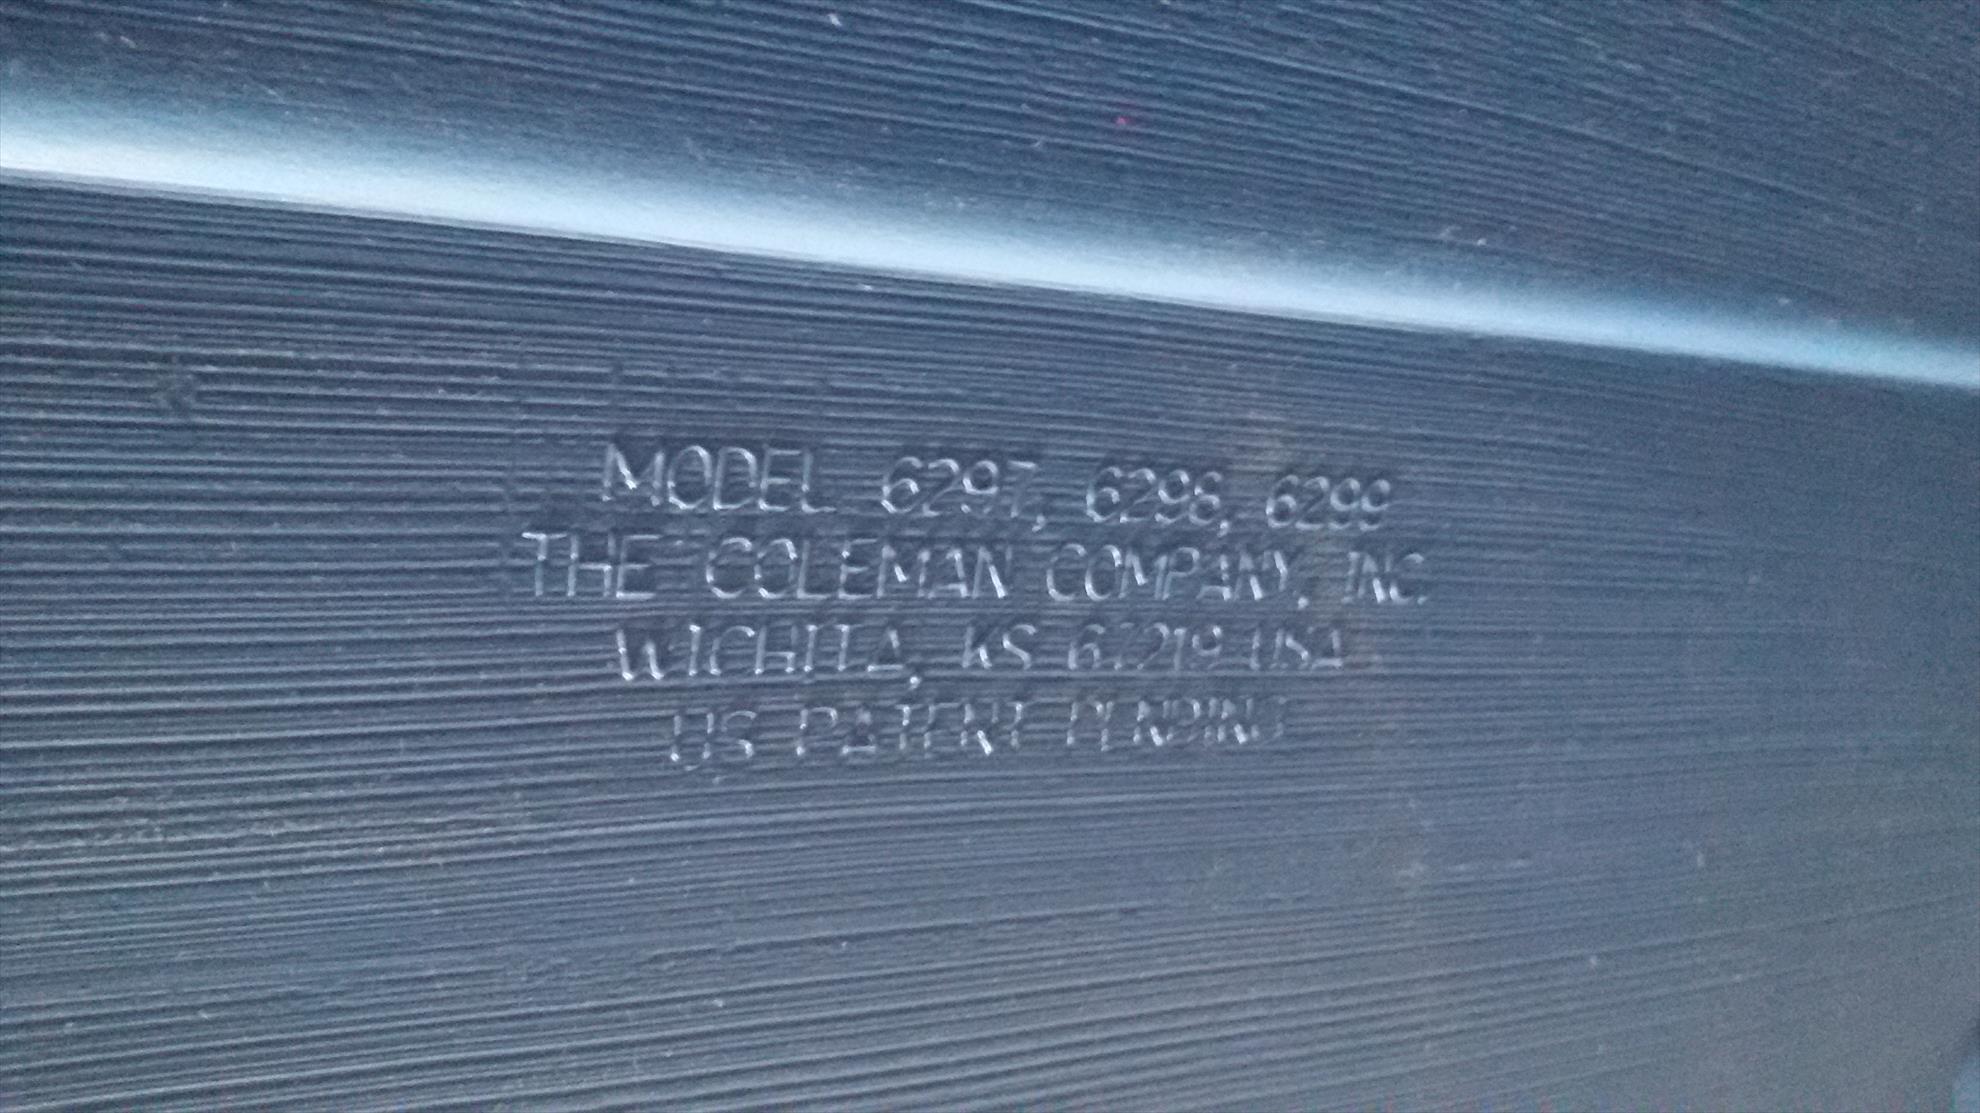 MODEL 6297, 6298, 6299
THE COLEMAN COMPANY, INC.
WICHITA, KS 67219 USA
US PATENT PENDING